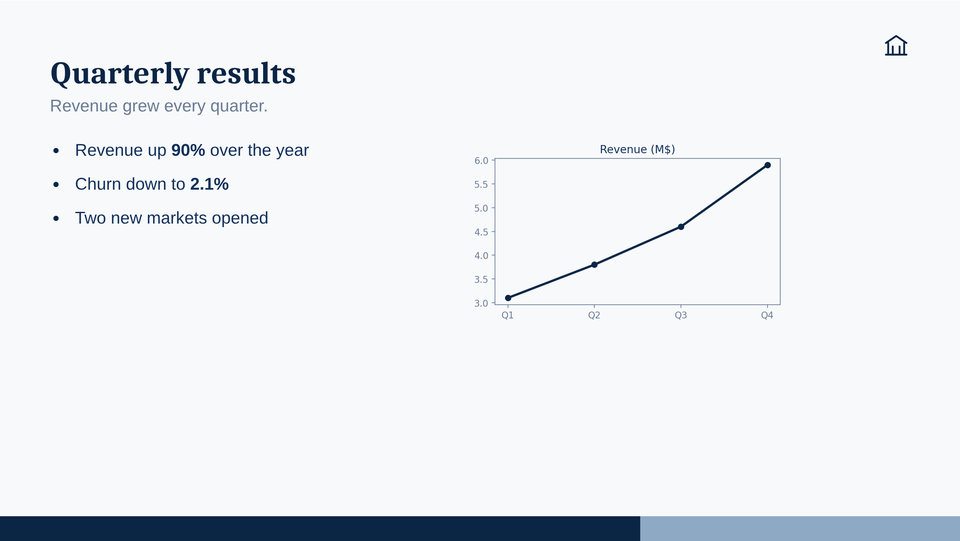 Quarterly results
Revenue grew every quarter.
• Revenue up 90% over the year
• Churn down to 2.1%
• Two new markets opened
Revenue (M$)
6.0
5.5
5.0
4.5
4.0
3.5
3.0
Q1 Q2 Q3 Q4